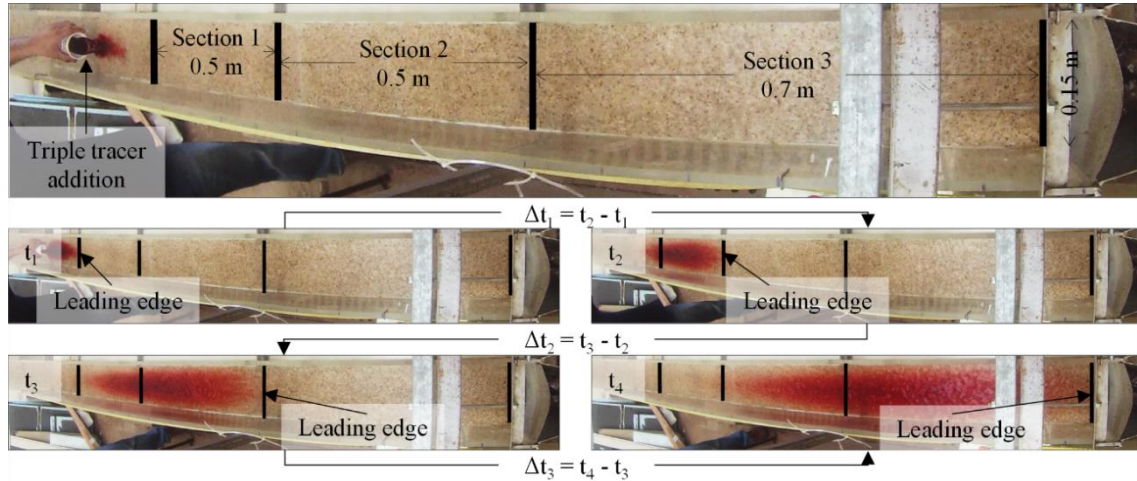 Section 1
0.5 m
Section 2
0.5 m
Section 3
0.7 m
0.15 m
Triple tracer
addition
Δt₁ = t₂ - t₁
t₁
Leading edge
t₂
Leading edge
Δt₂ = t₃ - t₂
t₃
Leading edge
t₄
Leading edge
Δt₃ = t₄ - t₃